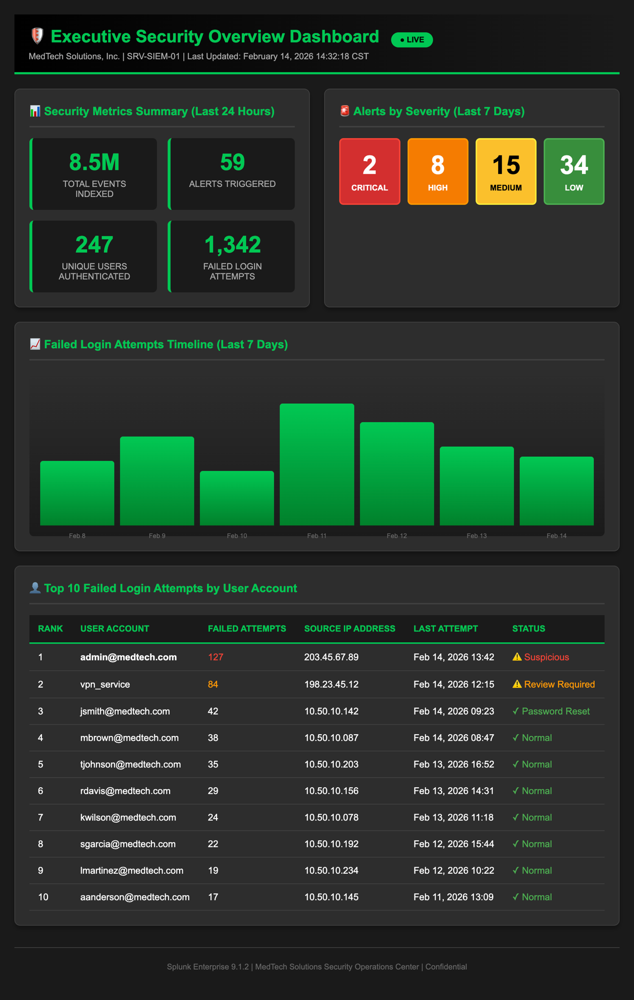 Executive Security Overview Dashboard
● LIVE
MedTech Solutions, Inc. | SRV-SIEM-01 | Last Updated: February 14, 2026 14:32:18 CST
Security Metrics Summary (Last 24 Hours)
8.5M
TOTAL EVENTS
INDEXED
59
ALERTS TRIGGERED
247
UNIQUE USERS
AUTHENTICATED
1,342
FAILED LOGIN
ATTEMPTS
Alerts by Severity (Last 7 Days)
2
CRITICAL
8
HIGH
15
MEDIUM
34
LOW
Failed Login Attempts Timeline (Last 7 Days)
Feb 8 Feb 9 Feb 10 Feb 11 Feb 12 Feb 13 Feb 14
Top 10 Failed Login Attempts by User Account
RANK USER ACCOUNT FAILED ATTEMPTS SOURCE IP ADDRESS LAST ATTEMPT STATUS
1 admin@medtech.com 127 203.45.67.89 Feb 14, 2026 13:42 ⚠ Suspicious
2 vpn_service 84 198.23.45.12 Feb 14, 2026 12:15 ⚠ Review Required
3 jsmith@medtech.com 42 10.50.10.142 Feb 14, 2026 09:23 ✓ Password Reset
4 mbrown@medtech.com 38 10.50.10.087 Feb 14, 2026 08:47 ✓ Normal
5 tjohnson@medtech.com 35 10.50.10.203 Feb 13, 2026 16:52 ✓ Normal
6 rdavis@medtech.com 29 10.50.10.156 Feb 13, 2026 14:31 ✓ Normal
7 kwilson@medtech.com 24 10.50.10.078 Feb 13, 2026 11:18 ✓ Normal
8 sgarcia@medtech.com 22 10.50.10.192 Feb 12, 2026 15:44 ✓ Normal
9 lmartinez@medtech.com 19 10.50.10.234 Feb 12, 2026 10:22 ✓ Normal
10 aanderson@medtech.com 17 10.50.10.145 Feb 11, 2026 13:09 ✓ Normal
Splunk Enterprise 9.1.2 | MedTech Solutions Security Operations Center | Confidential